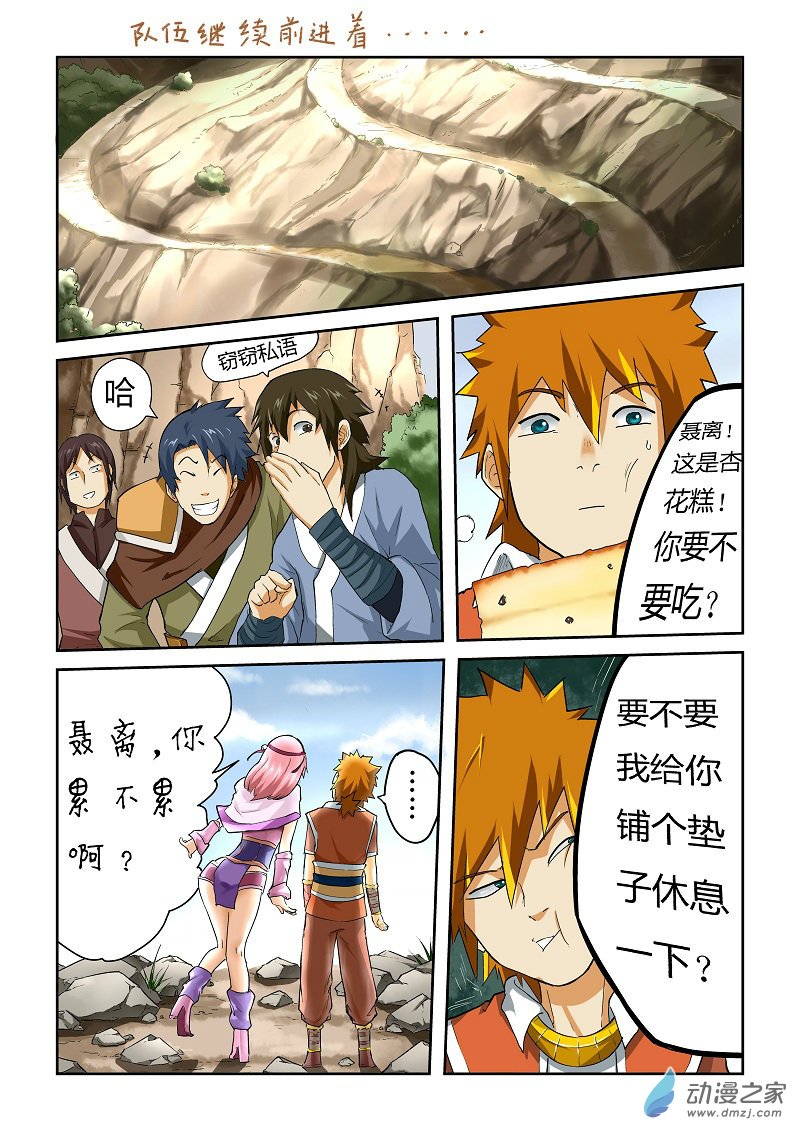 队伍继续前进着······
哈
窃窃私语
聂离！
这是杏
花糕！
你要不
要吃？
聂离，你
累不累
啊？
······
要不要
我给你
铺个垫
子休息
一下？
动漫之家
www.dmzj.com